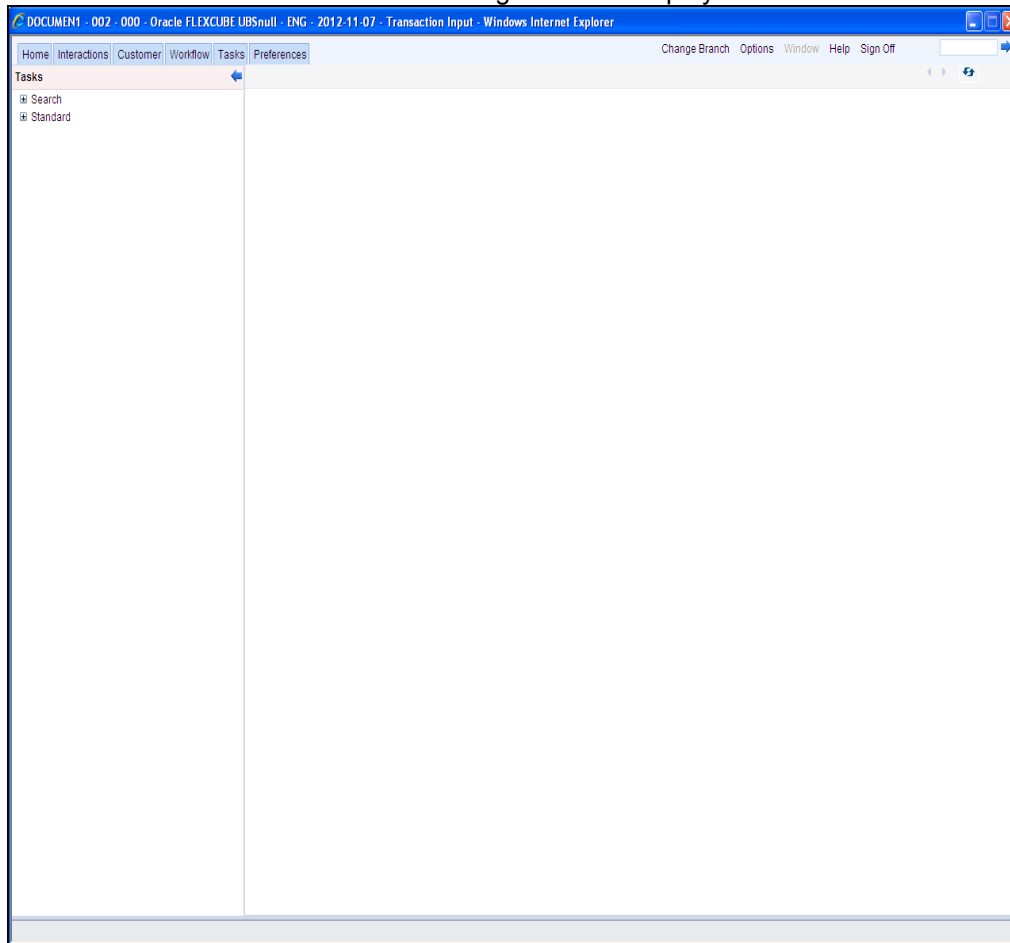 DOCUMEN1 - 002 - 000 - Oracle FLEXCUBE UBSnull - ENG - 2012-11-07 - Transaction Input - Windows Internet Explorer
Home Interactions Customer Workflow Tasks Preferences Change Branch Options Window Help Sign Off
Tasks
Search
Standard